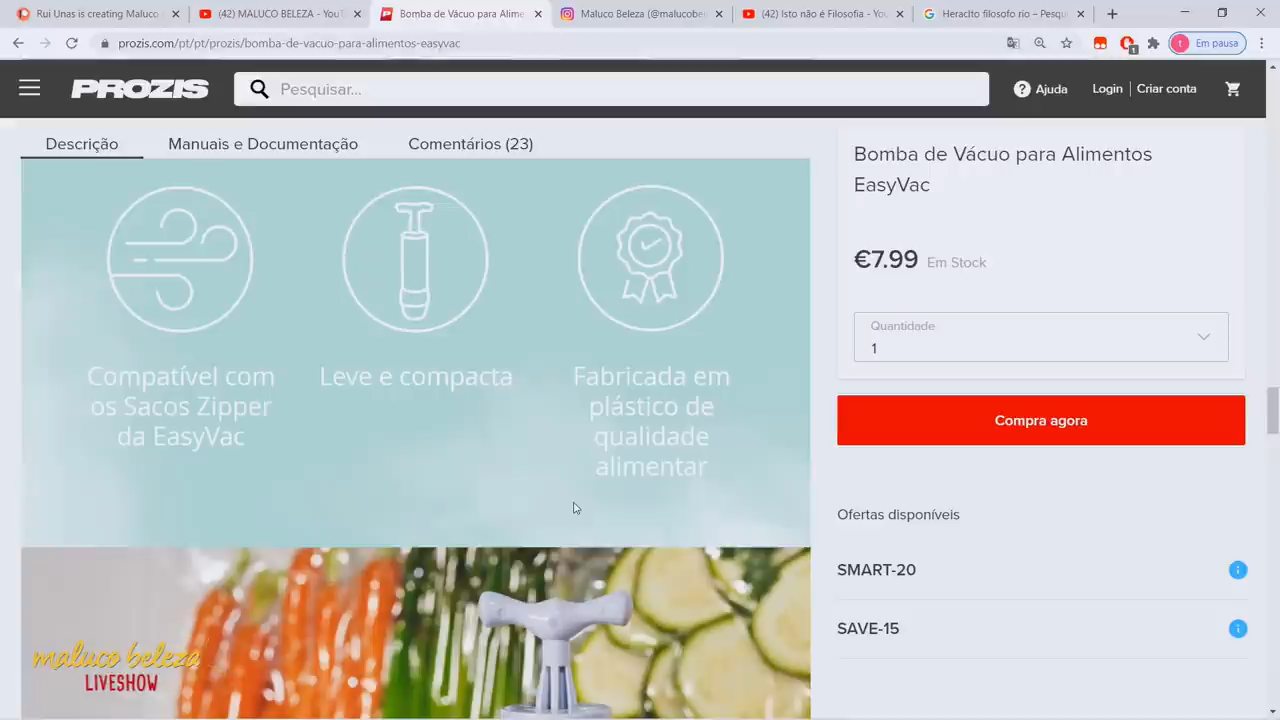 Rui Unas is creating Maluco
(42) MALUCO BELEZA - YouT
Bomba de Vácuo para Alime
Maluco Beleza (@malucobel
(42) Isto não é Filosofia - You
Heraclto filosofo rio – Pesqu
prozis.com/pt/pt/prozis/bomba-de-vacuo-para-alimentos-easyvac
1
t
Em pausa
PROZIS
Pesquisar...
Ajuda
Login
Criar conta
Descrição
Manuais e Documentação
Comentários (23)
Compatível com
os Sacos Zipper
da EasyVac
Leve e compacta
Fabricada em
plástico de
qualidade
alimentar
Bomba de Vácuo para Alimentos
EasyVac
€7.99 Em Stock
Quantidade
1
Compra agora
Ofertas disponíveis
SMART-20
SAVE-15
maluco beleza
LIVESHOW